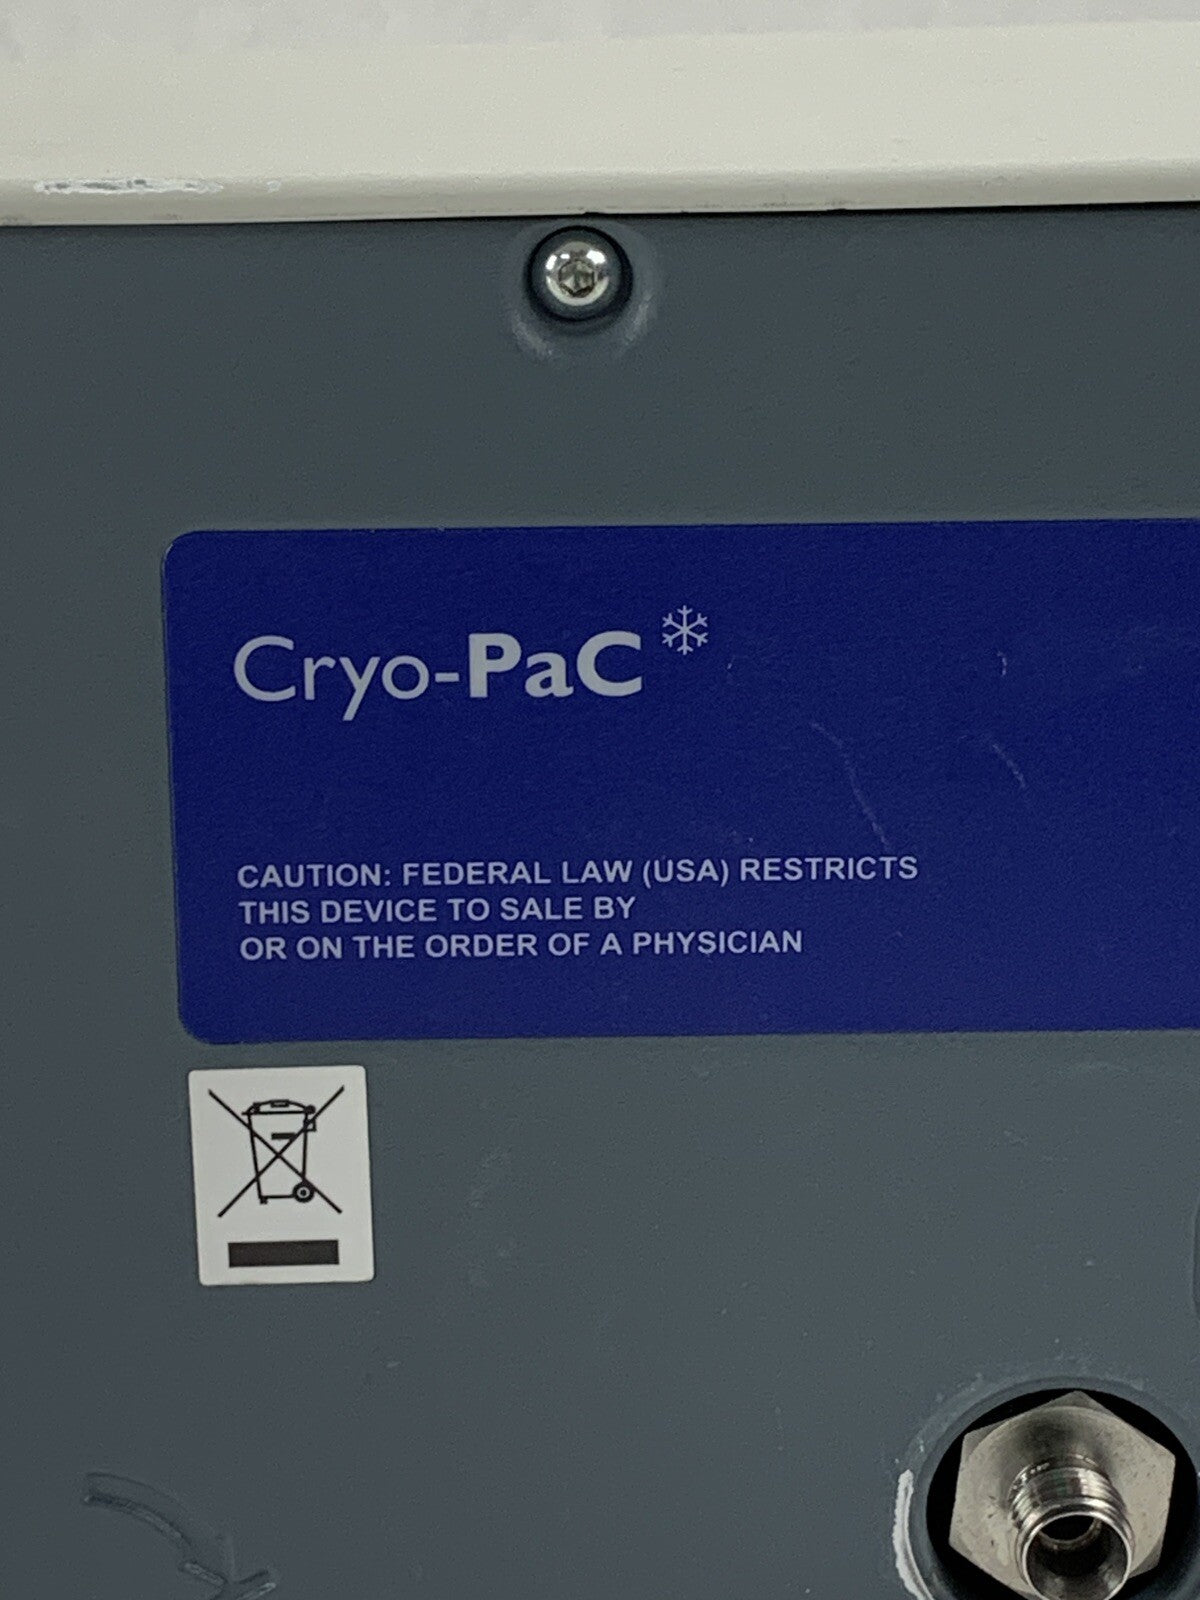 Cryo-PaC
CAUTION: FEDERAL LAW (USA) RESTRICTS
THIS DEVICE TO SALE BY
OR ON THE ORDER OF A PHYSICIAN